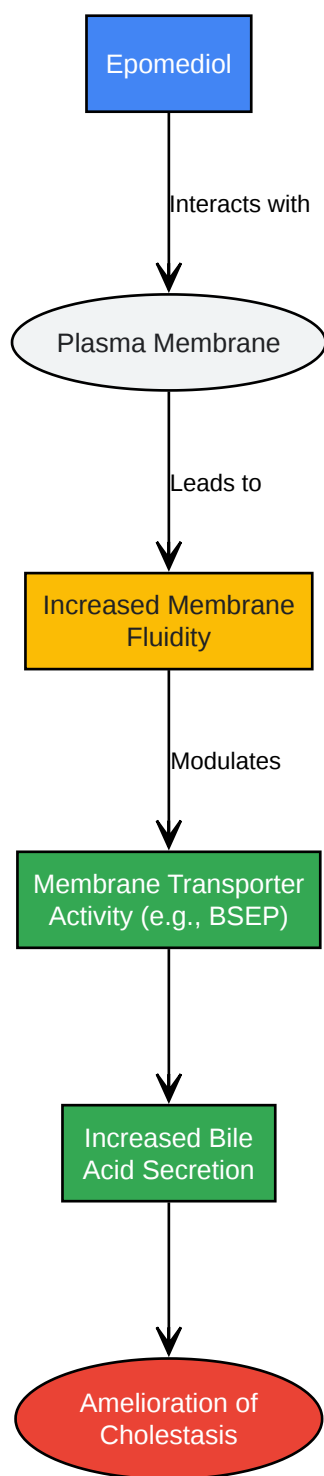 Epomediol
Interacts with
Plasma Membrane
Leads to
Increased Membrane
Fluidity
Modulates
Membrane Transporter
Activity (e.g., BSEP)
Increased Bile
Acid Secretion
Amelioration of
Cholestasis